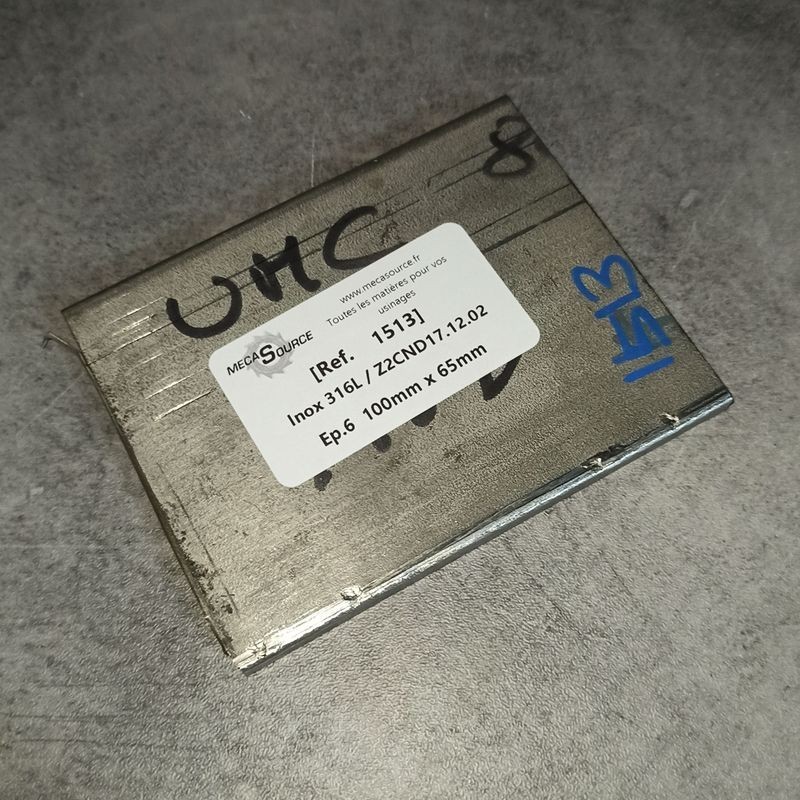 UHC
8
1513
MECASOURCE
www.mecasource.fr
Toutes les matières pour vos
usinages
[Ref. 1513]
Inox 316L / Z2CND17.12.02
Ep.6 100mm x 65mm